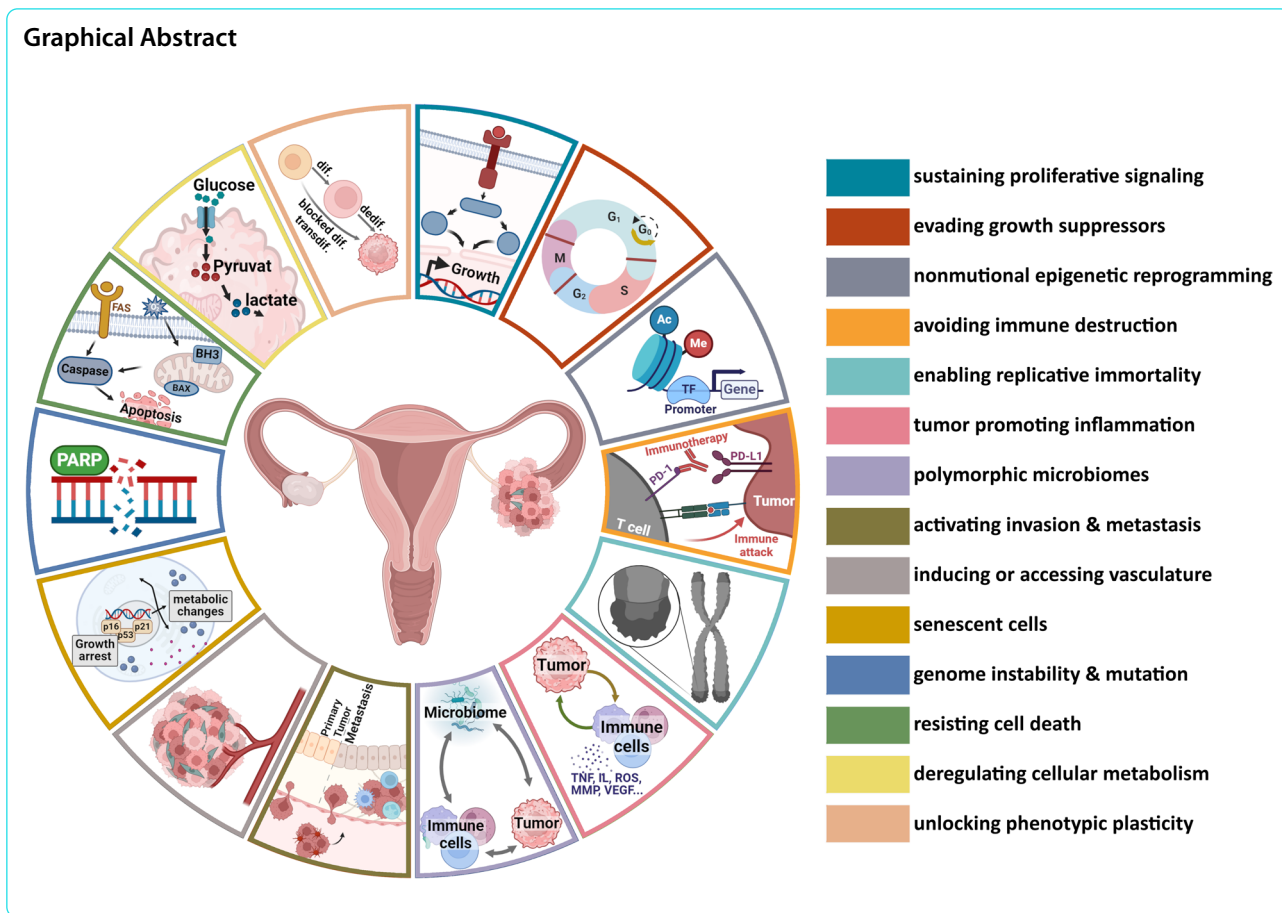 Graphical Abstract
Growth
G₁
G₀
M
G₂
S
Ac
Me
TF
Gene
Promoter
Immunotherapy
PD-1
PD-L1
Tumor
T cell
Immune
attack
Tumor
Immune
cells
TNF, IL, ROS,
MMP, VEGF...
Microbiome
Immune
cells
Tumor
Primary
Tumor
Metastasis
metabolic
changes
p16
p21
p53
Growth
arrest
PARP
FAS
BH3
Caspase
BAX
Apoptosis
Glucose
Pyruvat
lactate
dif.
dedif.
blocked dif.
transdif.
sustaining proliferative signaling
evading growth suppressors
nonmutional epigenetic reprogramming
avoiding immune destruction
enabling replicative immortality
tumor promoting inflammation
polymorphic microbiomes
activating invasion & metastasis
inducing or accessing vasculature
senescent cells
genome instability & mutation
resisting cell death
deregulating cellular metabolism
unlocking phenotypic plasticity